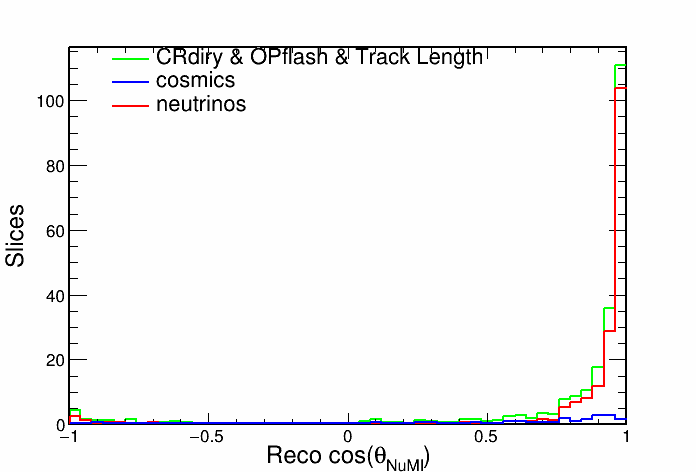 CRdiry & OPflash & Track Length
cosmics
neutrinos
Slices
100
80
60
40
20
0
−1
−0.5
0
0.5
1
Reco cos(θNuMI)